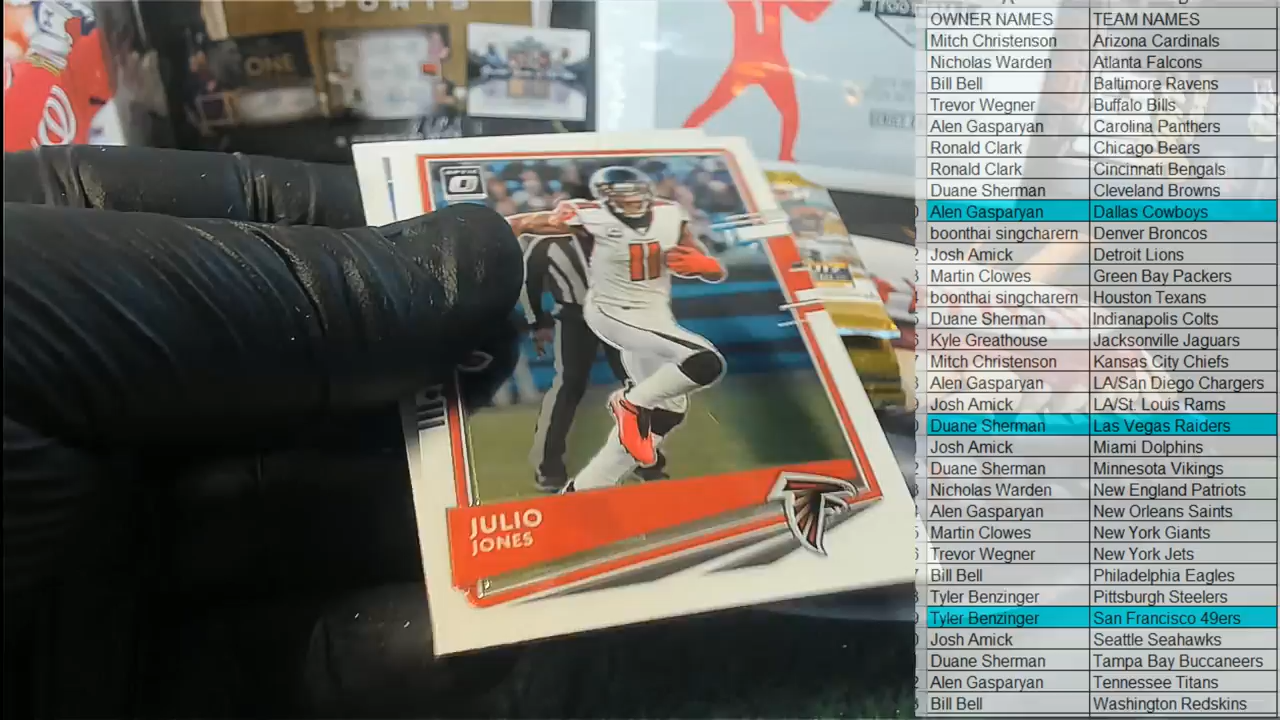 SPORTS
ONE
OPTIC
11
JULIO
JONES
OWNER NAMES TEAM NAMES
Mitch Christenson Arizona Cardinals
Nicholas Warden Atlanta Falcons
Bill Bell Baltimore Ravens
Trevor Wegner Buffalo Bills
Alen Gasparyan Carolina Panthers
Ronald Clark Chicago Bears
Ronald Clark Cincinnati Bengals
Duane Sherman Cleveland Browns
Alen Gasparyan Dallas Cowboys
boonthai singcharern Denver Broncos
Josh Amick Detroit Lions
Martin Clowes Green Bay Packers
boonthai singcharern Houston Texans
Duane Sherman Indianapolis Colts
Kyle Greathouse Jacksonville Jaguars
Mitch Christenson Kansas City Chiefs
Alen Gasparyan LA/San Diego Chargers
Josh Amick LA/St. Louis Rams
Duane Sherman Las Vegas Raiders
Josh Amick Miami Dolphins
Duane Sherman Minnesota Vikings
Nicholas Warden New England Patriots
Alen Gasparyan New Orleans Saints
Martin Clowes New York Giants
Trevor Wegner New York Jets
Bill Bell Philadelphia Eagles
Tyler Benzinger Pittsburgh Steelers
Tyler Benzinger San Francisco 49ers
Josh Amick Seattle Seahawks
Duane Sherman Tampa Bay Buccaneers
Alen Gasparyan Tennessee Titans
Bill Bell Washington Redskins